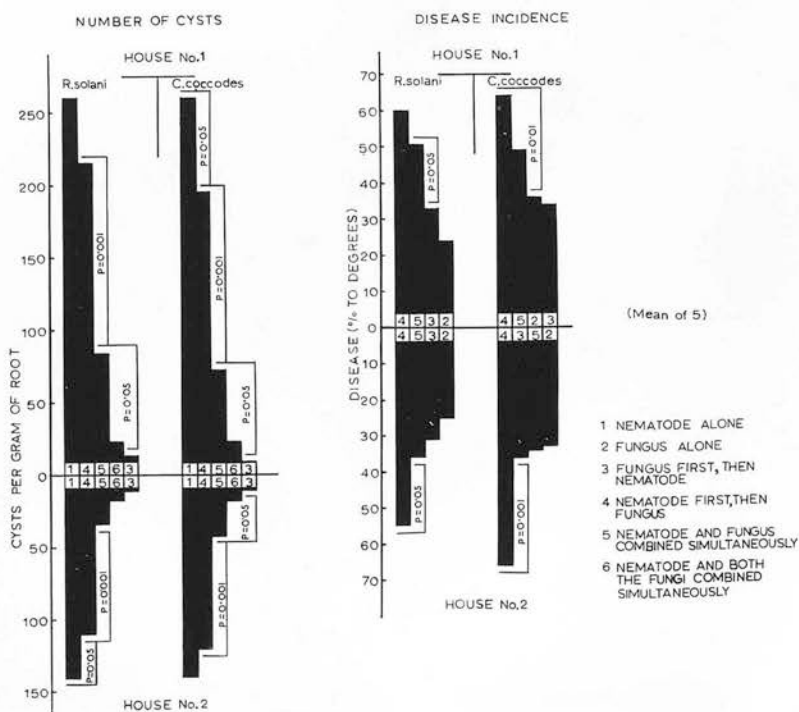 NUMBER OF CYSTS
HOUSE No.1
R.solani
C.coccodes
250
200
150
100
50
0
50
100
150
CYSTS PER GRAM OF ROOT
P=0.001
P=0.05
P=0.05
P=0.001
P=0.05
1 4 5 6 3
1 4 5 6 3
1 4 5 6 3
1 4 5 6 3
P=0.001
P=0.05
P=0.05
P=0.001
HOUSE No.2
DISEASE INCIDENCE
HOUSE No.1
R.solani
C.coccodes
70
60
50
40
30
20
10
0
10
20
30
40
50
60
70
DISEASE (% TO DEGREES)
P=0.05
P=0.01
4 5 3 2
4 5 3 2
4 5 2 3
4 3 5 2
P=0.05
P=0.001
HOUSE No.2
(Mean of 5)
1 NEMATODE ALONE
2 FUNGUS ALONE
3 FUNGUS FIRST, THEN
NEMATODE
4 NEMATODE FIRST,THEN
FUNGUS
5 NEMATODE AND FUNGUS
COMBINED SIMULTANEOUSLY
6 NEMATODE AND BOTH
THE FUNGI COMBINED
SIMULTANEOUSLY